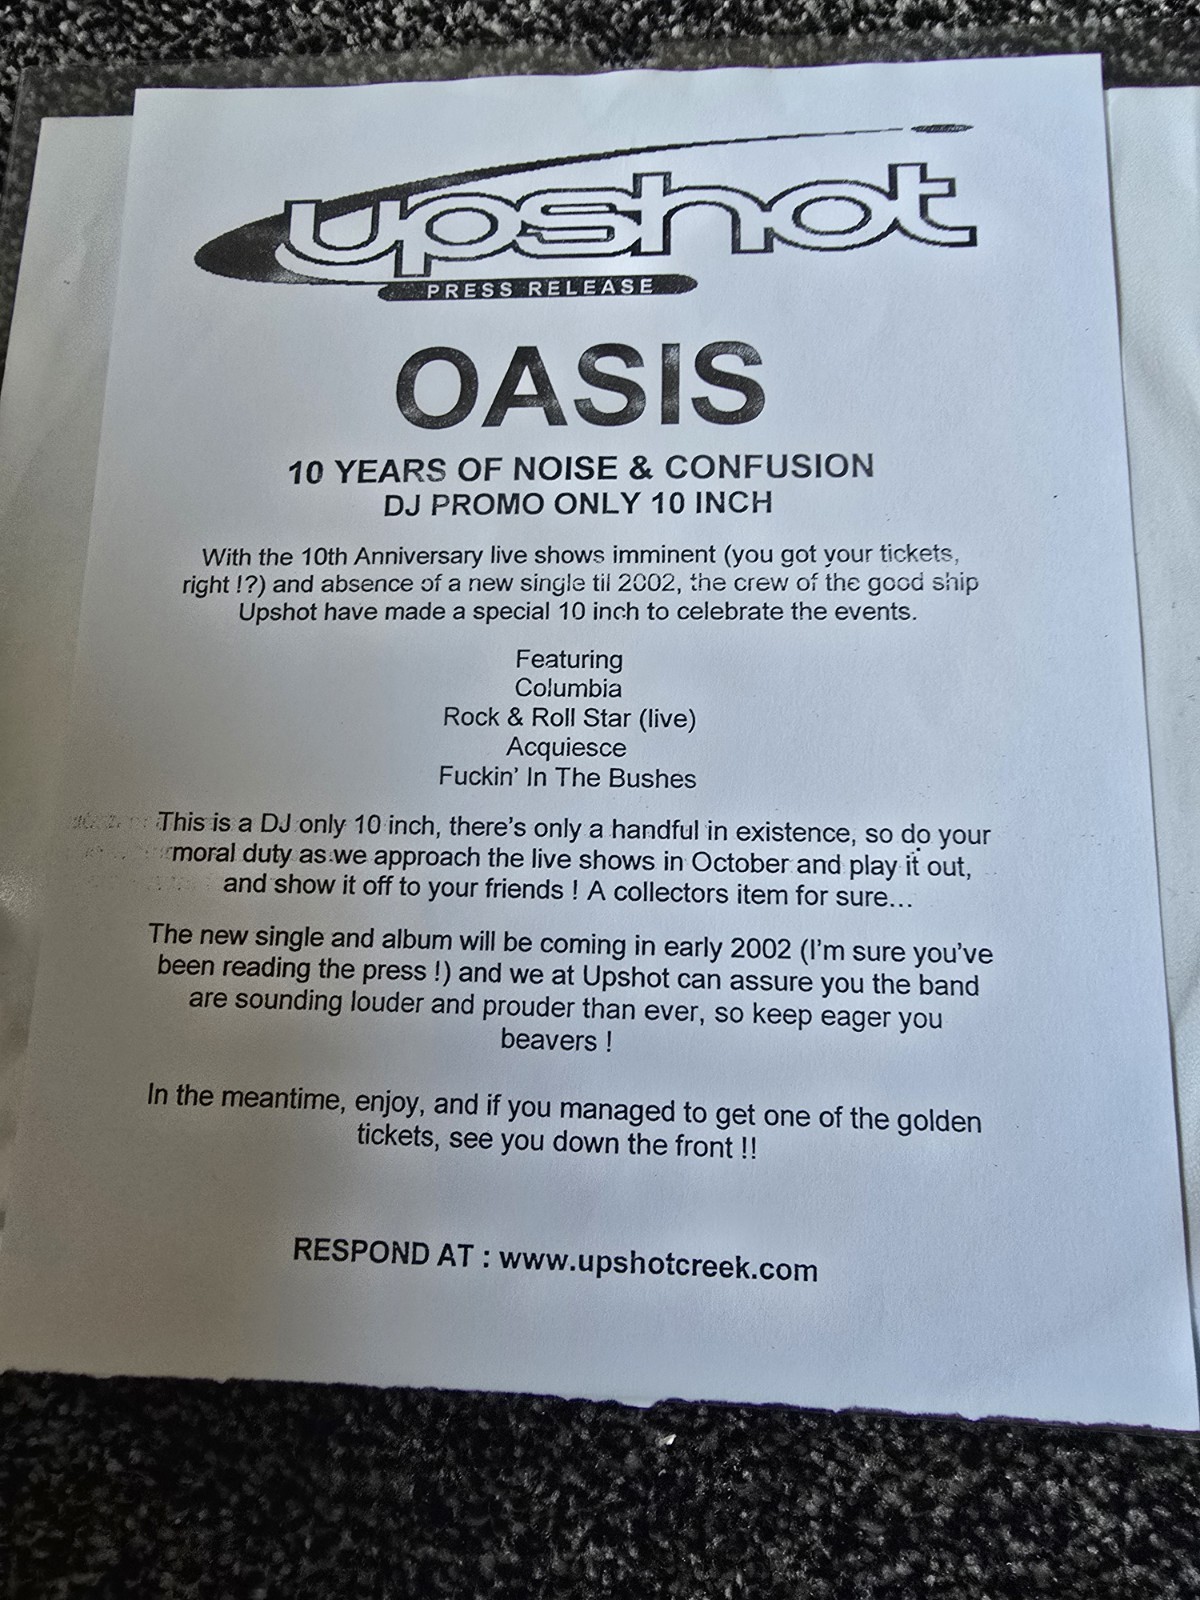 upshot
PRESS RELEASE
OASIS
10 YEARS OF NOISE & CONFUSION
DJ PROMO ONLY 10 INCH
With the 10th Anniversary live shows imminent (you got your tickets,
right !?) and absence of a new single til 2002, the crew of the good ship
Upshot have made a special 10 inch to celebrate the events.
Featuring
Columbia
Rock & Roll Star (live)
Acquiesce
Fuckin' In The Bushes
This is a DJ only 10 inch, there's only a handful in existence, so do your
moral duty as we approach the live shows in October and play it out,
and show it off to your friends ! A collectors item for sure...
The new single and album will be coming in early 2002 (I'm sure you've
been reading the press !) and we at Upshot can assure you the band
are sounding louder and prouder than ever, so keep eager you
beavers !
In the meantime, enjoy, and if you managed to get one of the golden
tickets, see you down the front !!
RESPOND AT : www.upshotcreek.com